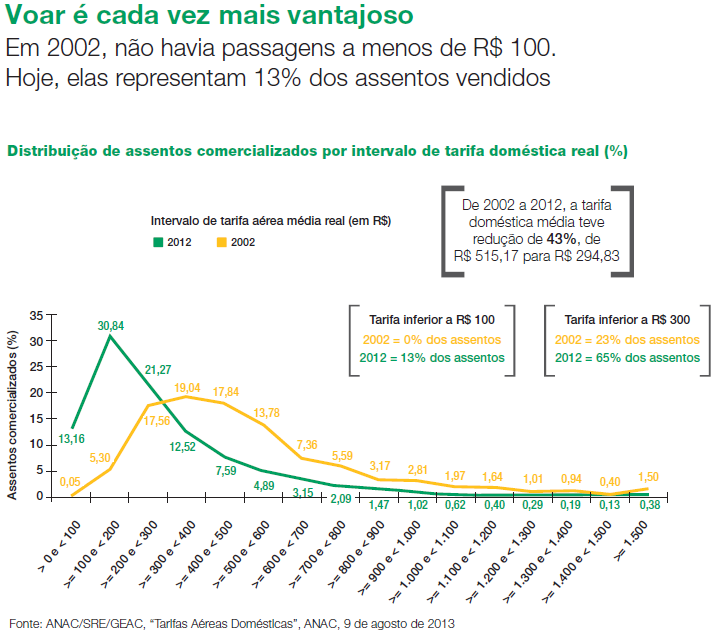 Voar é cada vez mais vantajoso
Em 2002, não havia passagens a menos de R$ 100.
Hoje, elas representam 13% dos assentos vendidos
Distribuição de assentos comercializados por intervalo de tarifa doméstica real (%)
De 2002 a 2012, a tarifa
doméstica média teve
redução de 43%, de
R$ 515,17 para R$ 294,83
Intervalo de tarifa aérea média real (em R$)
2012 2002
Tarifa inferior a R$ 100
2002 = 0% dos assentos
2012 = 13% dos assentos
Tarifa inferior a R$ 300
2002 = 23% dos assentos
2012 = 65% dos assentos
Assentos comercializados (%)
35
30
25
20
15
10
5
0
13,16
30,84
21,27
12,52
7,59
4,89
3,15
2,09
1,47
1,02
0,62
0,40
0,29
0,19
0,13
0,38
0,05
5,30
17,56
19,04
17,84
13,78
7,36
5,59
3,17
2,81
1,97
1,64
1,01
0,94
0,40
1,50
> 0 e < 100
>= 100 e < 200
>= 200 e < 300
>= 300 e < 400
>= 400 e < 500
>= 500 e < 600
>= 600 e < 700
>= 700 e < 800
>= 800 e < 900
>= 900 e < 1.000
>= 1.000 e < 1.100
>= 1.100 e < 1.200
>= 1.200 e < 1.300
>= 1.300 e < 1.400
>= 1.400 e < 1.500
>= 1.500
Fonte: ANAC/SRE/GEAC, “Tarifas Aéreas Domésticas”, ANAC, 9 de agosto de 2013